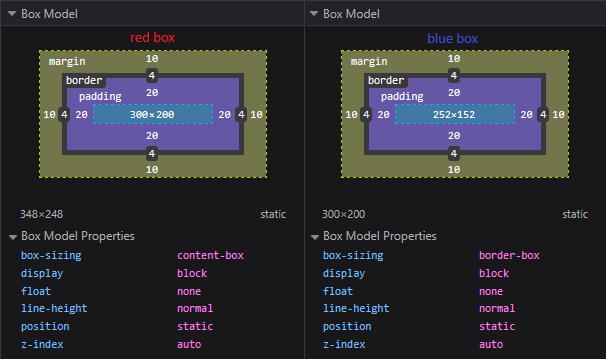 Box Model
red box
margin 10
border 4
20
padding
10 4 20 300×200 20 4 10
20
4
10
348×248 static
Box Model Properties
box-sizing content-box
display block
float none
line-height normal
position static
z-index auto
Box Model
blue box
margin 10
border 4
20
padding
10 4 20 252×152 20 4 10
20
4
10
300×200 static
Box Model Properties
box-sizing border-box
display block
float none
line-height normal
position static
z-index auto